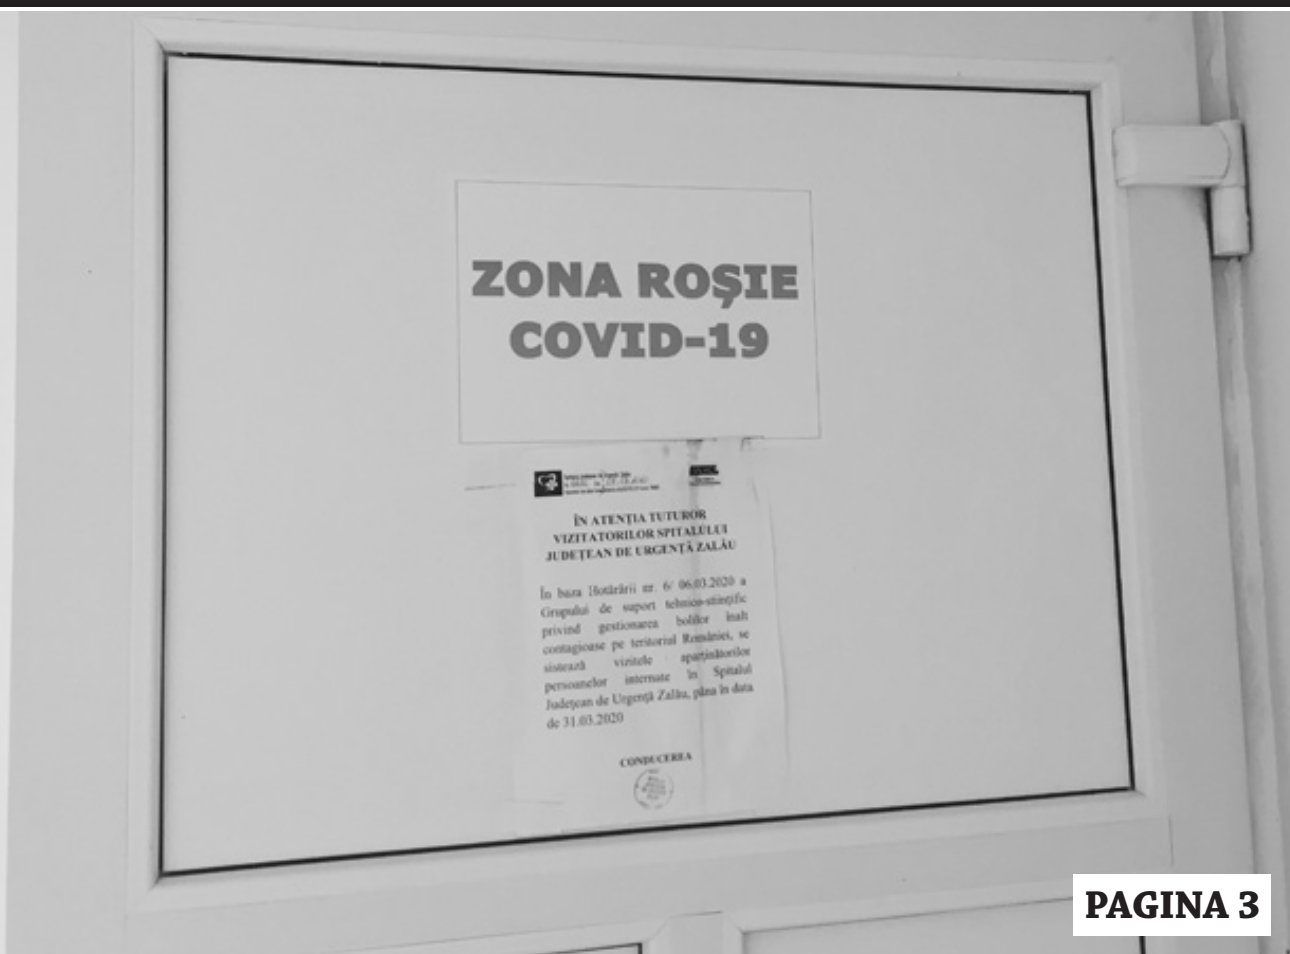 ZONA ROȘIE
COVID-19
ÎN ATENȚIA TUTUROR
VIZITATORILOR SPITALULUI
JUDEȚEAN DE URGENȚĂ ZALĂU
În baza Hotărârii nr. 6/ 06.03.2020 a
Grupului de suport tehnico-stiințific
privind gestionarea bolilor înalt
contagioase pe teritoriul României, se
sistează vizitele aparținătorilor
persoanelor internate în Spitalul
Județean de Urgență Zalău, pâna în data
de 31.03.2020
CONDUCEREA
PAGINA 3